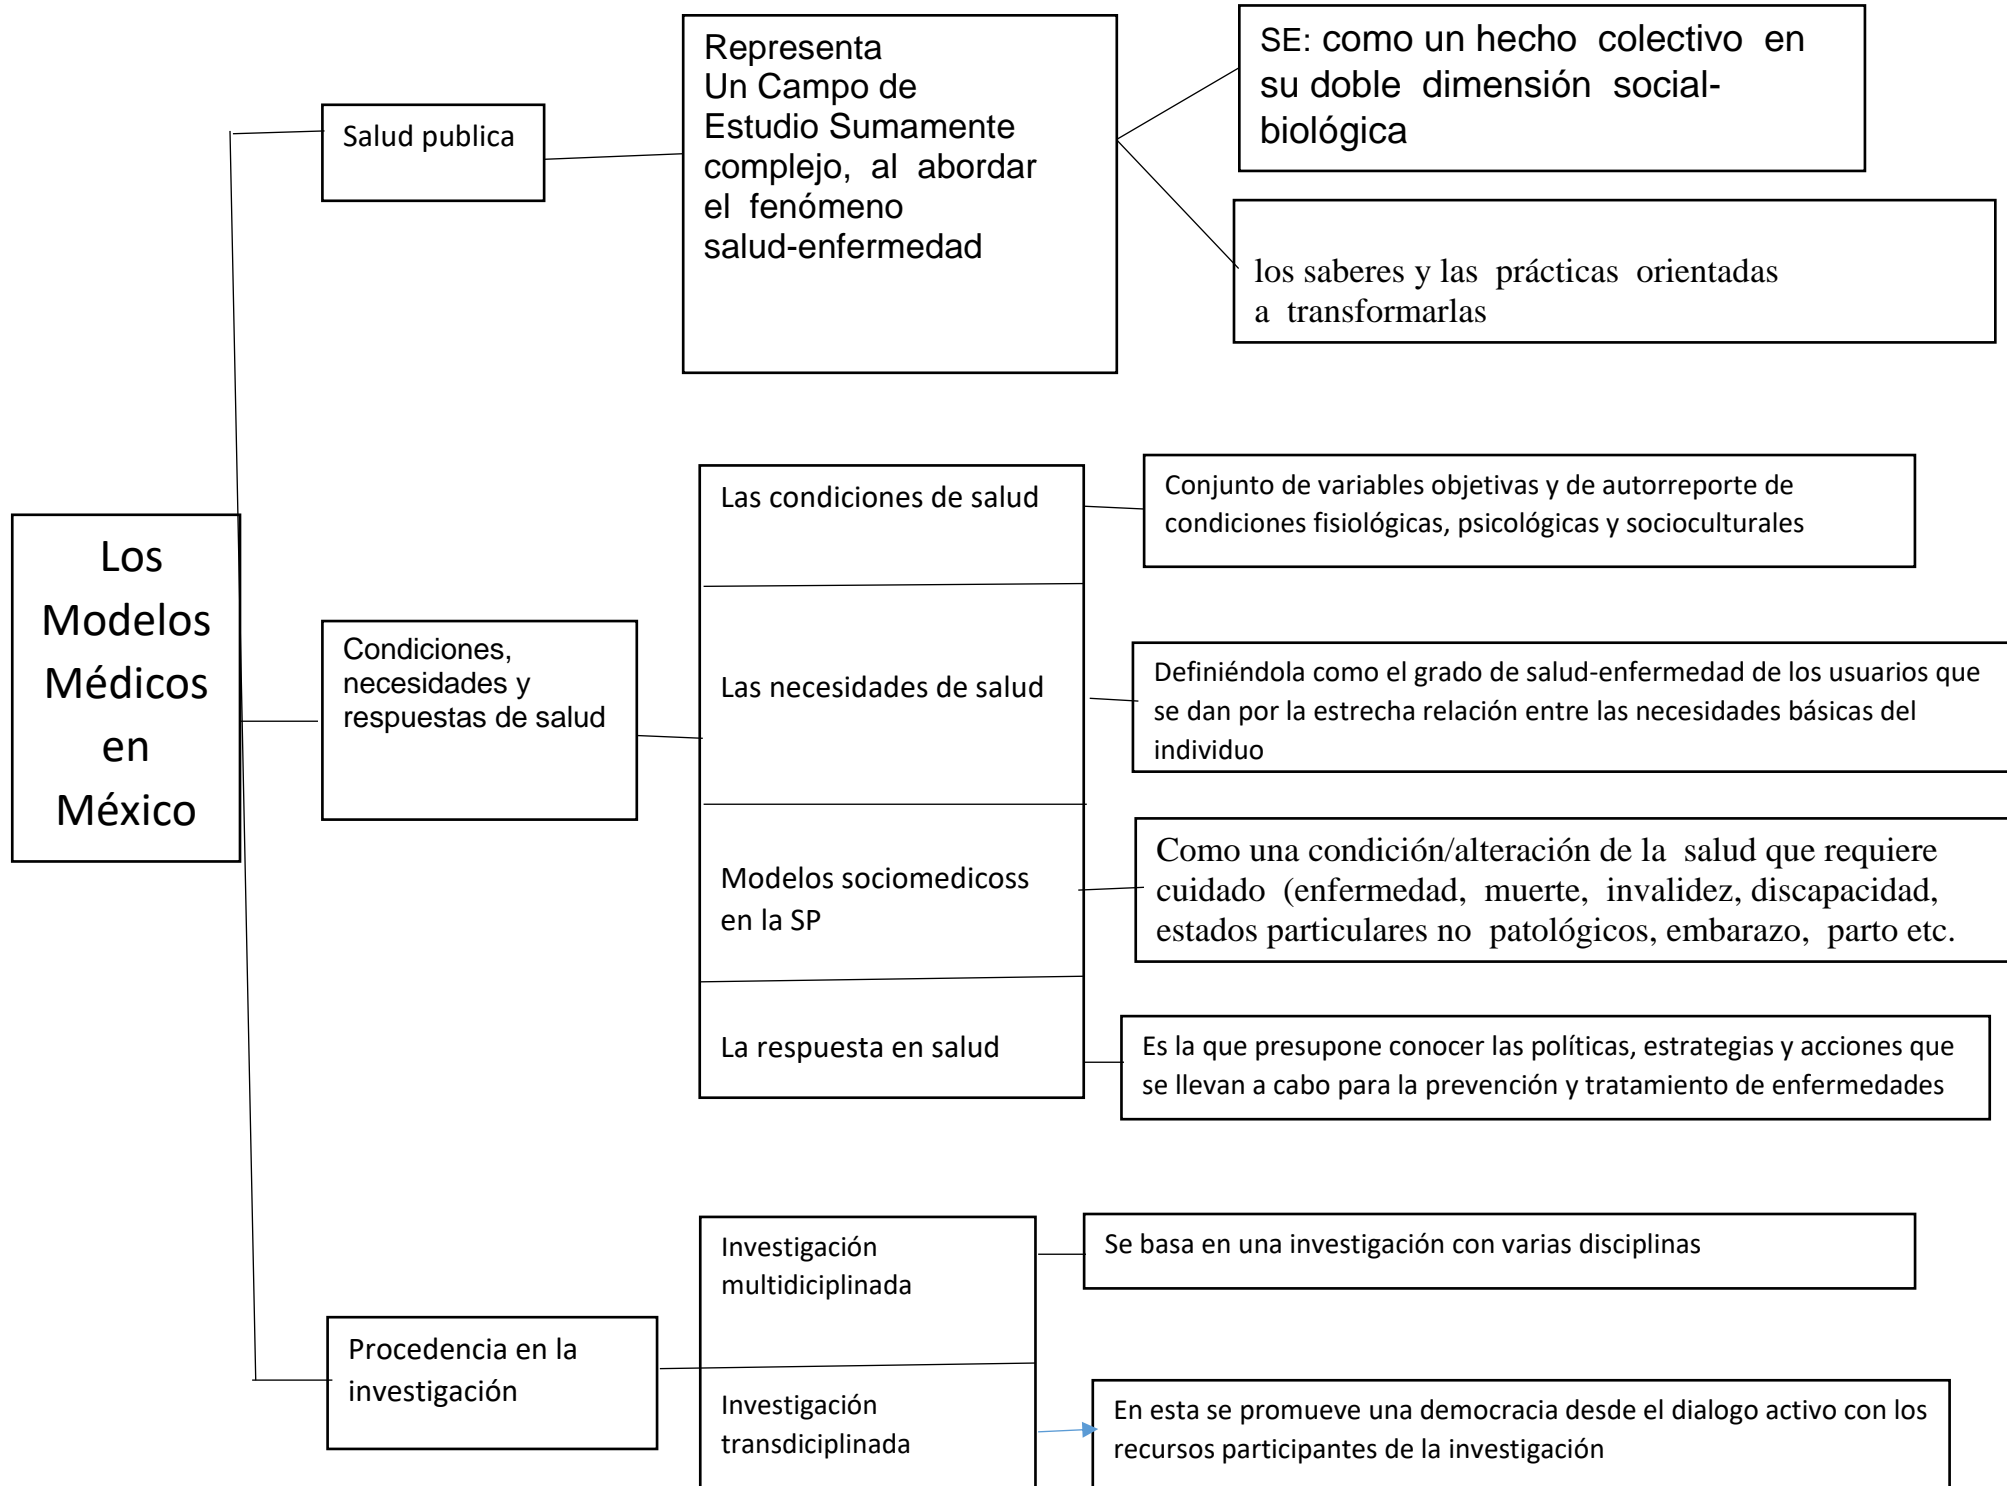 Los
Modelos
Médicos
en
México
Salud publica
Representa
Un Campo de
Estudio Sumamente
complejo, al abordar
el fenómeno
salud-enfermedad
SE: como un hecho colectivo en
su doble dimensión social-
biológica
los saberes y las prácticas orientadas
a transformarlas
Condiciones,
necesidades y
respuestas de salud
Las condiciones de salud
Conjunto de variables objetivas y de autorreporte de
condiciones fisiológicas, psicológicas y socioculturales
Las necesidades de salud
Definiéndola como el grado de salud-enfermedad de los usuarios que
se dan por la estrecha relación entre las necesidades básicas del
individuo
Modelos sociomedicoss
en la SP
Como una condición/alteración de la salud que requiere
cuidado (enfermedad, muerte, invalidez, discapacidad,
estados particulares no patológicos, embarazo, parto etc.
La respuesta en salud
Es la que presupone conocer las políticas, estrategias y acciones que
se llevan a cabo para la prevención y tratamiento de enfermedades
Procedencia en la
investigación
Investigación
multidiciplinada
Se basa en una investigación con varias disciplinas
Investigación
transdiciplinada
En esta se promueve una democracia desde el dialogo activo con los
recursos participantes de la investigación